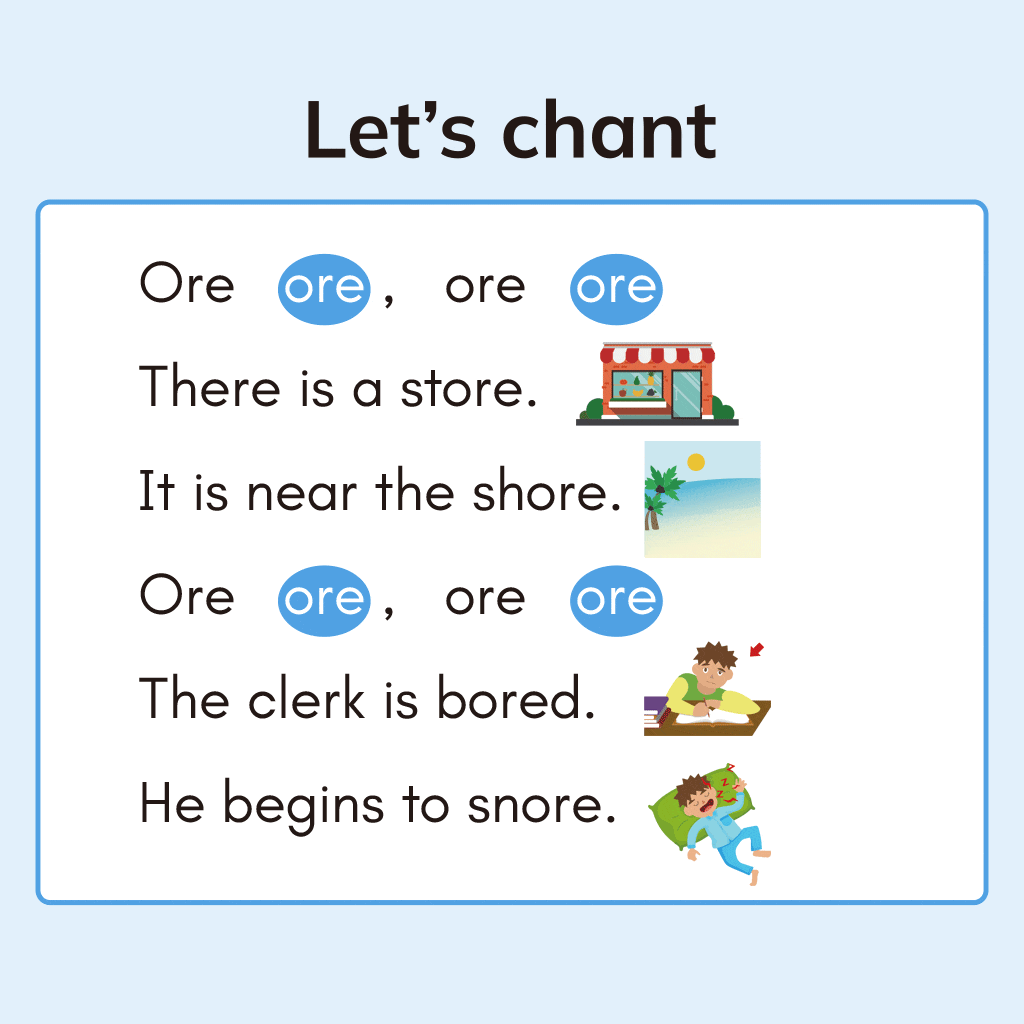 Let’s chant
Ore ore, ore ore
There is a store.
It is near the shore.
Ore ore, ore ore
The clerk is bored.
He begins to snore.